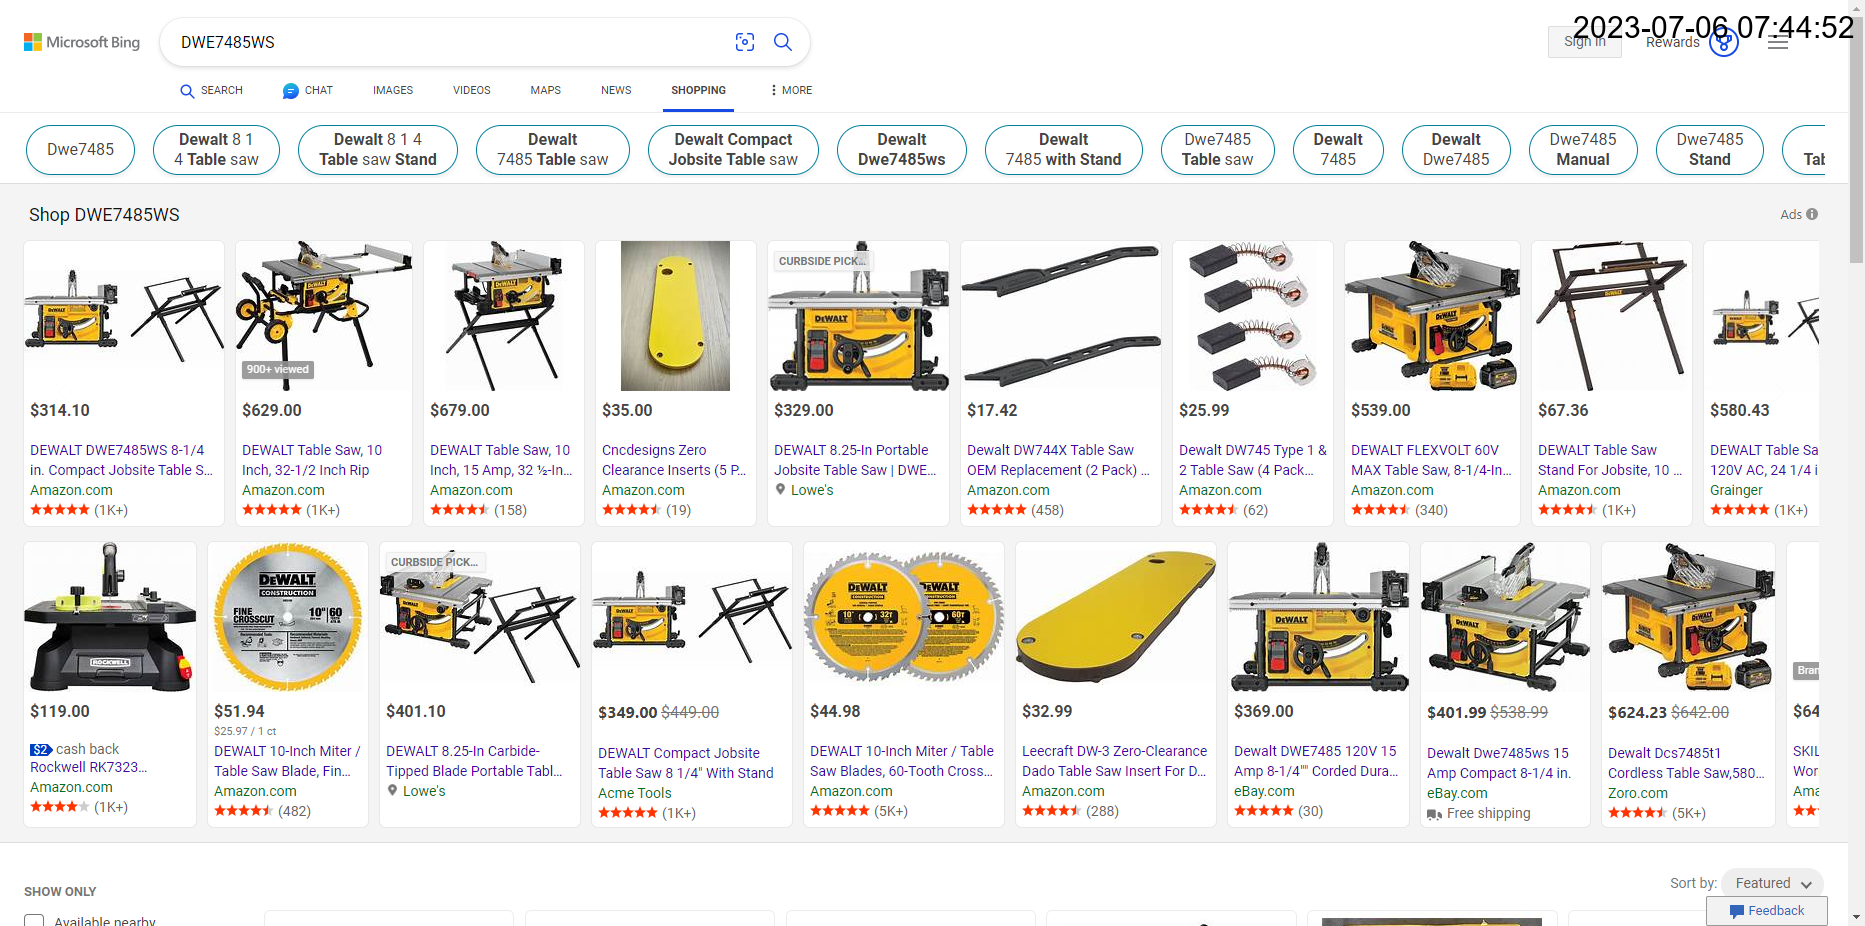 2023-07-06 07:44:52
Microsoft Bing
DWE7485WS
Sign in
Rewards
SEARCH
CHAT
IMAGES
VIDEOS
MAPS
NEWS
SHOPPING
MORE
Dwe7485
Dewalt 8 1
4 Table saw
Dewalt 8 1 4
Table saw Stand
Dewalt
7485 Table saw
Dewalt Compact
Jobsite Table saw
Dewalt
Dwe7485ws
Dewalt
7485 with Stand
Dwe7485
Table saw
Dewalt
7485
Dewalt
Dwe7485
Dwe7485
Manual
Dwe7485
Stand
Shop DWE7485WS
Ads
$314.10
DEWALT DWE7485WS 8-1/4
in. Compact Jobsite Table S...
Amazon.com
(1K+)
900+ viewed
$629.00
DEWALT Table Saw, 10
Inch, 32-1/2 Inch Rip
Amazon.com
(1K+)
$679.00
DEWALT Table Saw, 10
Inch, 15 Amp, 32 ½-In...
Amazon.com
(158)
$35.00
Cncdesigns Zero
Clearance Inserts (5 P...
Amazon.com
(19)
CURBSIDE PICK...
$329.00
DEWALT 8.25-In Portable
Jobsite Table Saw | DWE...
Lowe's
$17.42
Dewalt DW744X Table Saw
OEM Replacement (2 Pack) ...
Amazon.com
(458)
$25.99
Dewalt DW745 Type 1 &
2 Table Saw (4 Pack...
Amazon.com
(62)
$539.00
DEWALT FLEXVOLT 60V
MAX Table Saw, 8-1/4-In...
Amazon.com
(340)
$67.36
DEWALT Table Saw
Stand For Jobsite, 10 ...
Amazon.com
(1K+)
$580.43
DEWALT Table Sa
120V AC, 24 1/4 i
Grainger
(1K+)
ROCKWELL
$119.00
$2 cash back
Rockwell RK7323...
Amazon.com
(1K+)
DEWALT
CONSTRUCTION
FINE
CROSSCUT
10" 60
$51.94
$25.97 / 1 ct
DEWALT 10-Inch Miter /
Table Saw Blade, Fin...
Amazon.com
(482)
CURBSIDE PICK...
$401.10
DEWALT 8.25-In Carbide-
Tipped Blade Portable Tabl...
Lowe's
$349.00 $449.00
DEWALT Compact Jobsite
Table Saw 8 1/4" With Stand
Acme Tools
(1K+)
$44.98
DEWALT 10-Inch Miter / Table
Saw Blades, 60-Tooth Cross...
Amazon.com
(5K+)
$32.99
Leecraft DW-3 Zero-Clearance
Dado Table Saw Insert For D...
Amazon.com
(288)
$369.00
Dewalt DWE7485 120V 15
Amp 8-1/4"" Corded Dura...
eBay.com
(30)
$401.99 $538.99
Dewalt Dwe7485ws 15
Amp Compact 8-1/4 in.
eBay.com
Free shipping
$624.23 $642.00
Dewalt Dcs7485t1
Cordless Table Saw,580...
Zoro.com
(5K+)
Bran
$64
SKIL
Wor
Ama
SHOW ONLY
Available nearby
Sort by: Featured
Feedback